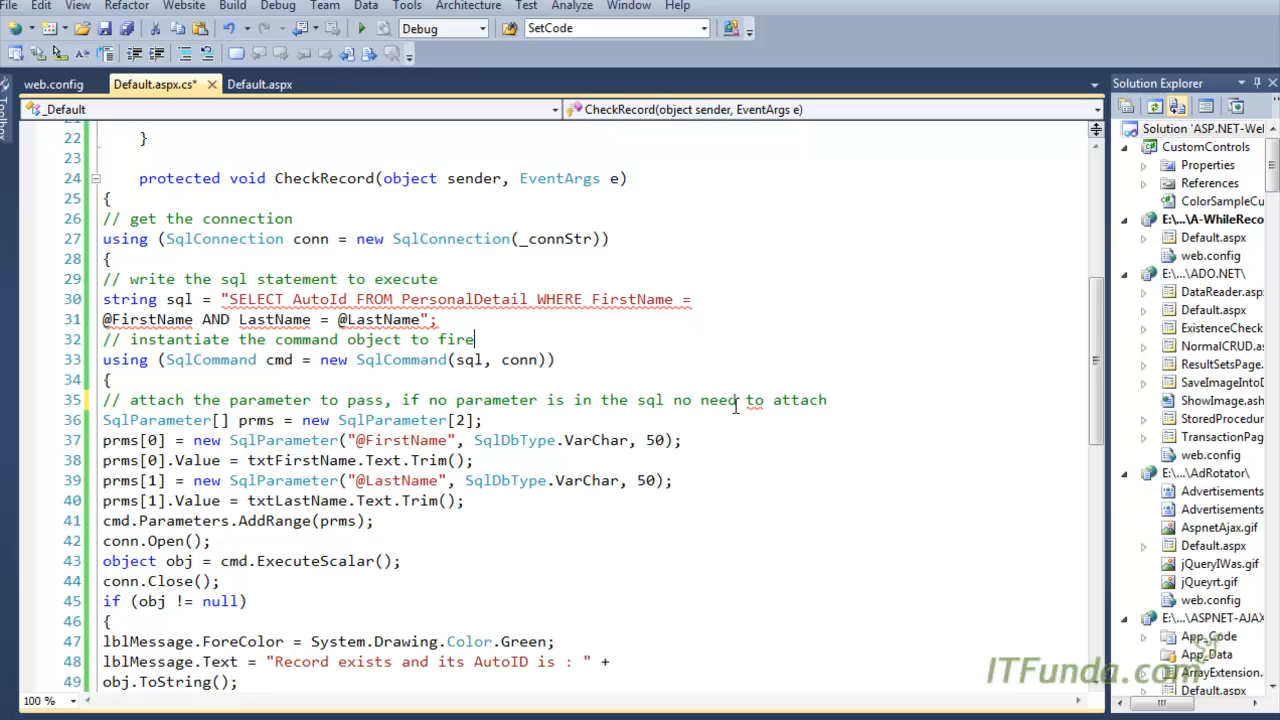 File Edit View Refactor Website Build Debug Team Data Tools Architecture Test Analyze Window Help
Debug SetCode
web.config Default.aspx.cs* Default.aspx
_Default CheckRecord(object sender, EventArgs e)
22 }
23
24 protected void CheckRecord(object sender, EventArgs e)
25 {
26 // get the connection
27 using (SqlConnection conn = new SqlConnection(_connStr))
28 {
29 // write the sql statement to execute
30 string sql = "SELECT AutoId FROM PersonalDetail WHERE FirstName =
31 @FirstName AND LastName = @LastName";
32 // instantiate the command object to fire
33 using (SqlCommand cmd = new SqlCommand(sql, conn))
34 {
35 // attach the parameter to pass, if no parameter is in the sql no need to attach
36 SqlParameter[] prms = new SqlParameter[2];
37 prms[0] = new SqlParameter("@FirstName", SqlDbType.VarChar, 50);
38 prms[0].Value = txtFirstName.Text.Trim();
39 prms[1] = new SqlParameter("@LastName", SqlDbType.VarChar, 50);
40 prms[1].Value = txtLastName.Text.Trim();
41 cmd.Parameters.AddRange(prms);
42 conn.Open();
43 object obj = cmd.ExecuteScalar();
44 conn.Close();
45 if (obj != null)
46 {
47 lblMessage.ForeColor = System.Drawing.Color.Green;
48 lblMessage.Text = "Record exists and its AutoID is : " +
49 obj.ToString();
100 %
Toolbox
Solution Explorer
Solution 'ASP.NET-Wel
CustomControls
Properties
References
ColorSampleCu
E:\...\A-WhileReco
Default.aspx
web.config
E:\...\ADO.NET\
DataReader.asp
Default.aspx
ExistenceCheck
NormalCRUD.as
ResultSetsPage.
SaveImageIntoD
ShowImage.ash
StoredProcedure
TransactionPag
web.config
E:\...\AdRotator\
Advertisements
Advertisements
AspnetAjax.gif
Default.aspx
jQueryIWas.gif
jQueyrt.gif
web.config
E:\...\ASPNET-AJAX
App_Code
App_Data
ArrayExtension.
Default.aspx
ITFunda.com